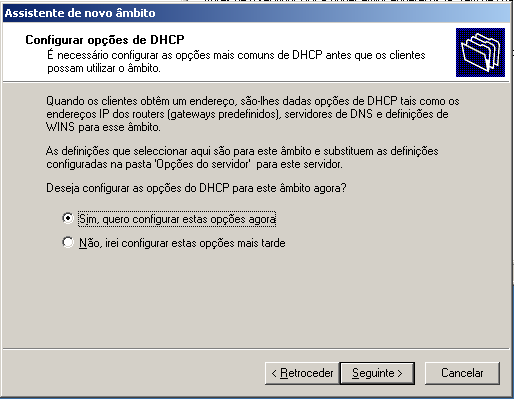 Assistente de novo âmbito
Configurar opções de DHCP
É necessário configurar as opções mais comuns de DHCP antes que os clientes
possam utilizar o âmbito.
Quando os clientes obtêm um endereço, são-lhes dadas opções de DHCP tais como os
endereços IP dos routers (gateways predefinidos), servidores de DNS e definições de
WINS para esse âmbito.
As definições que seleccionar aqui são para este âmbito e substituem as definições
configuradas na pasta 'Opções do servidor' para este servidor.
Deseja configurar as opções do DHCP para este âmbito agora?
Sim, quero configurar estas opções agora
Não, irei configurar estas opções mais tarde
< Retroceder
Seguinte >
Cancelar